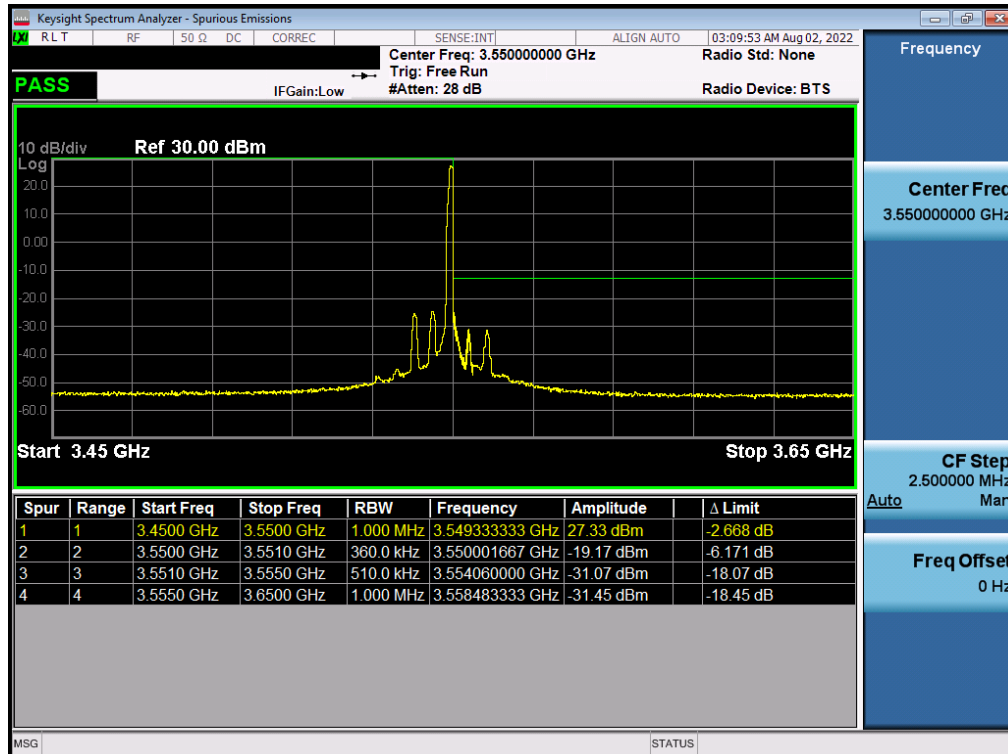 Keysight Spectrum Analyzer - Spurious Emissions
LXI RLT RF 50 Ω DC CORREC SENSE:INT ALIGN AUTO 03:09:53 AM Aug 02, 2022
Center Freq: 3.550000000 GHz Radio Std: None
Trig: Free Run
PASS IFGain:Low #Atten: 28 dB Radio Device: BTS
10 dB/div Ref 30.00 dBm
Log
20.0
10.0
0.00
-10.0
-20.0
-30.0
-40.0
-50.0
-60.0
Start 3.45 GHz Stop 3.65 GHz
Spur Range Start Freq Stop Freq RBW Frequency Amplitude Δ Limit
1 1 3.4500 GHz 3.5500 GHz 1.000 MHz 3.549333333 GHz 27.33 dBm -2.668 dB
2 2 3.5500 GHz 3.5510 GHz 360.0 kHz 3.550001667 GHz -19.17 dBm -6.171 dB
3 3 3.5510 GHz 3.5550 GHz 510.0 kHz 3.554060000 GHz -31.07 dBm -18.07 dB
4 4 3.5550 GHz 3.6500 GHz 1.000 MHz 3.558483333 GHz -31.45 dBm -18.45 dB
MSG STATUS
Frequency
Center Freq
3.550000000 GHz
CF Step
2.500000 MHz
Auto Man
Freq Offset
0 Hz